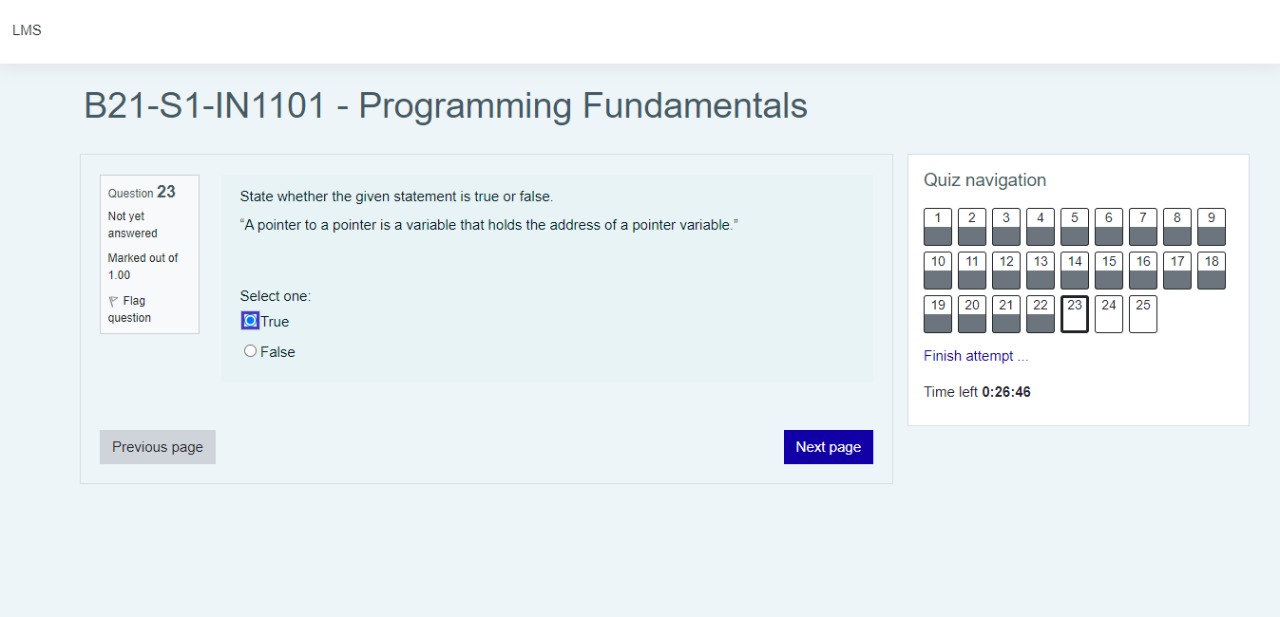 LMS
B21-S1-IN1101 - Programming Fundamentals
Question 23
Not yet
answered
Marked out of
1.00
Flag
question
State whether the given statement is true or false.
“A pointer to a pointer is a variable that holds the address of a pointer variable.”
Select one:
True
False
Previous page
Next page
Quiz navigation
1 2 3 4 5 6 7 8 9
10 11 12 13 14 15 16 17 18
19 20 21 22 23 24 25
Finish attempt ...
Time left 0:26:46